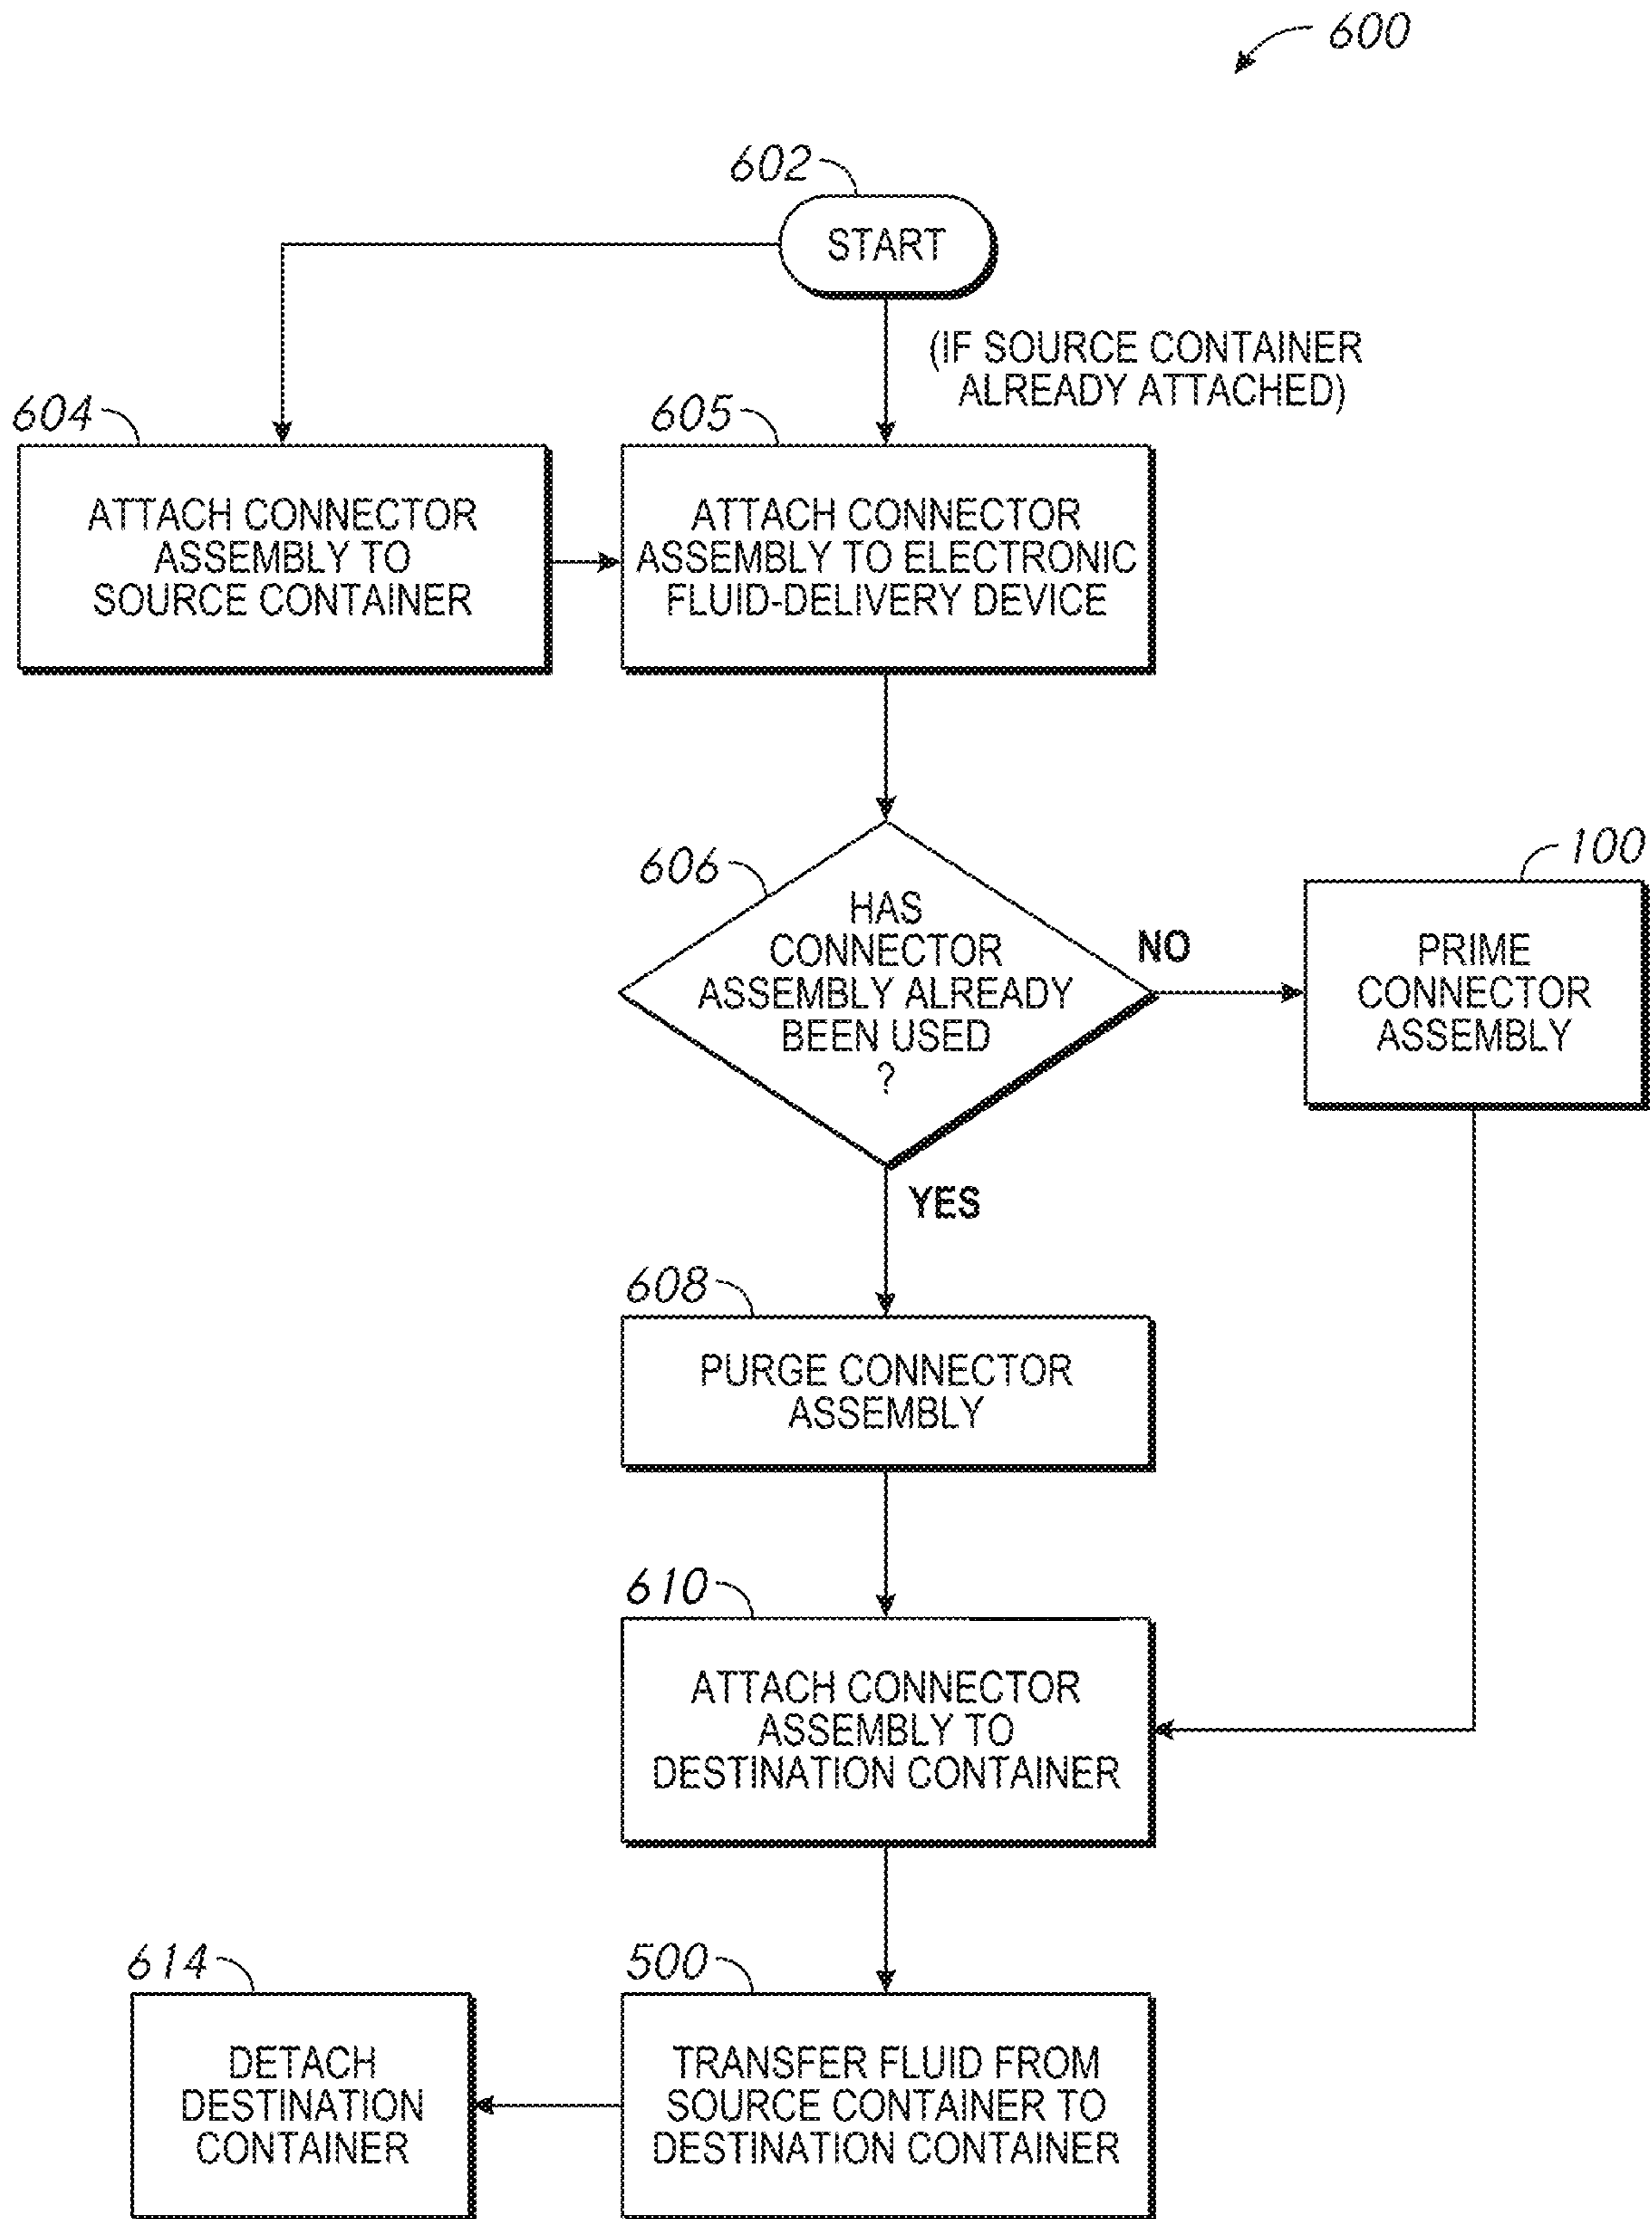 600
602
START
(IF SOURCE CONTAINER
ALREADY ATTACHED)
604
ATTACH CONNECTOR
ASSEMBLY TO
SOURCE CONTAINER
605
ATTACH CONNECTOR
ASSEMBLY TO ELECTRONIC
FLUID-DELIVERY DEVICE
606
HAS
CONNECTOR
ASSEMBLY ALREADY
BEEN USED
?
NO
100
PRIME
CONNECTOR
ASSEMBLY
YES
608
PURGE CONNECTOR
ASSEMBLY
610
ATTACH CONNECTOR
ASSEMBLY TO
DESTINATION CONTAINER
500
TRANSFER FLUID FROM
SOURCE CONTAINER TO
DESTINATION CONTAINER
614
DETACH
DESTINATION
CONTAINER